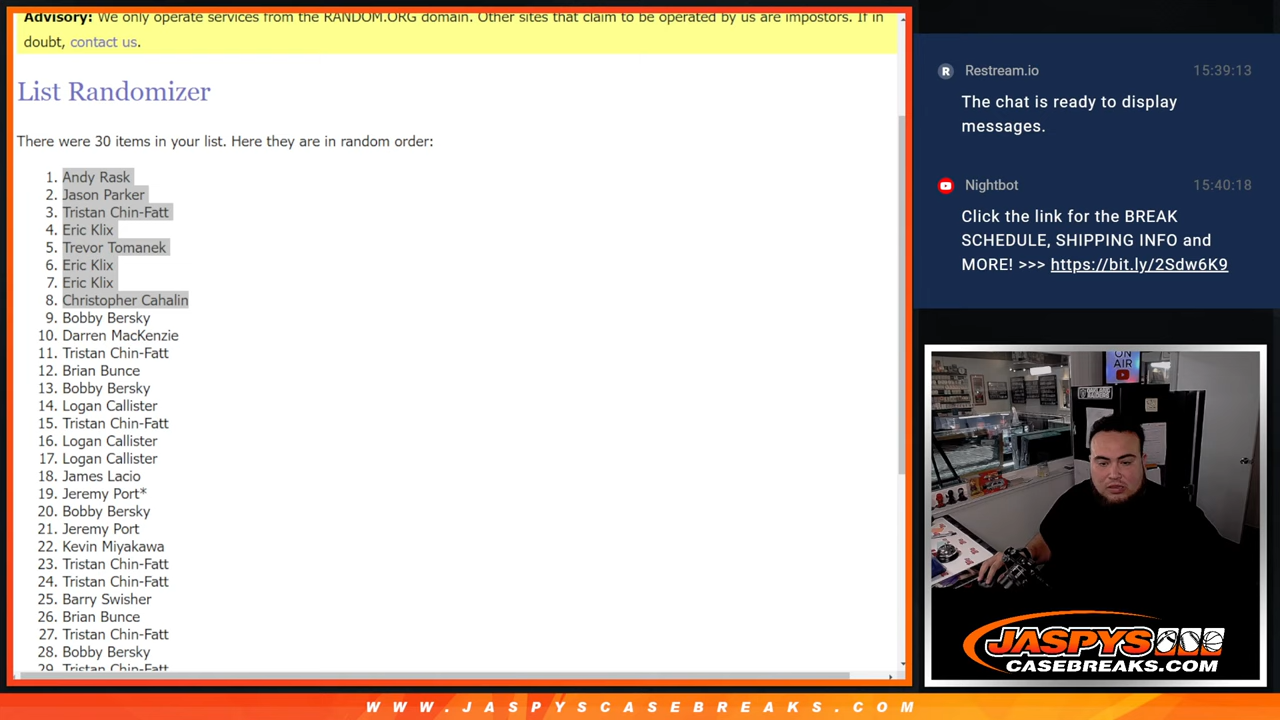 Advisory: We only operate services from the RANDOM.ORG domain. Other sites that claim to be operated by us are impostors. If in
doubt, contact us.
List Randomizer
There were 30 items in your list. Here they are in random order:
1. Andy Rask
2. Jason Parker
3. Tristan Chin-Fatt
4. Eric Klix
5. Trevor Tomanek
6. Eric Klix
7. Eric Klix
8. Christopher Cahalin
9. Bobby Bersky
10. Darren MacKenzie
11. Tristan Chin-Fatt
12. Brian Bunce
13. Bobby Bersky
14. Logan Callister
15. Tristan Chin-Fatt
16. Logan Callister
17. Logan Callister
18. James Lacio
19. Jeremy Port*
20. Bobby Bersky
21. Jeremy Port
22. Kevin Miyakawa
23. Tristan Chin-Fatt
24. Tristan Chin-Fatt
25. Barry Swisher
26. Brian Bunce
27. Tristan Chin-Fatt
28. Bobby Bersky
29. Tristan Chin-Fatt
R Restream.io 15:39:13
The chat is ready to display
messages.
Nightbot 15:40:18
Click the link for the BREAK
SCHEDULE, SHIPPING INFO and
MORE! >>> https://bit.ly/2Sdw6K9
ON
AIR
JASPYS
CASEBREAKS.COM
WWW.JASPYSCASEBREAKS.COM